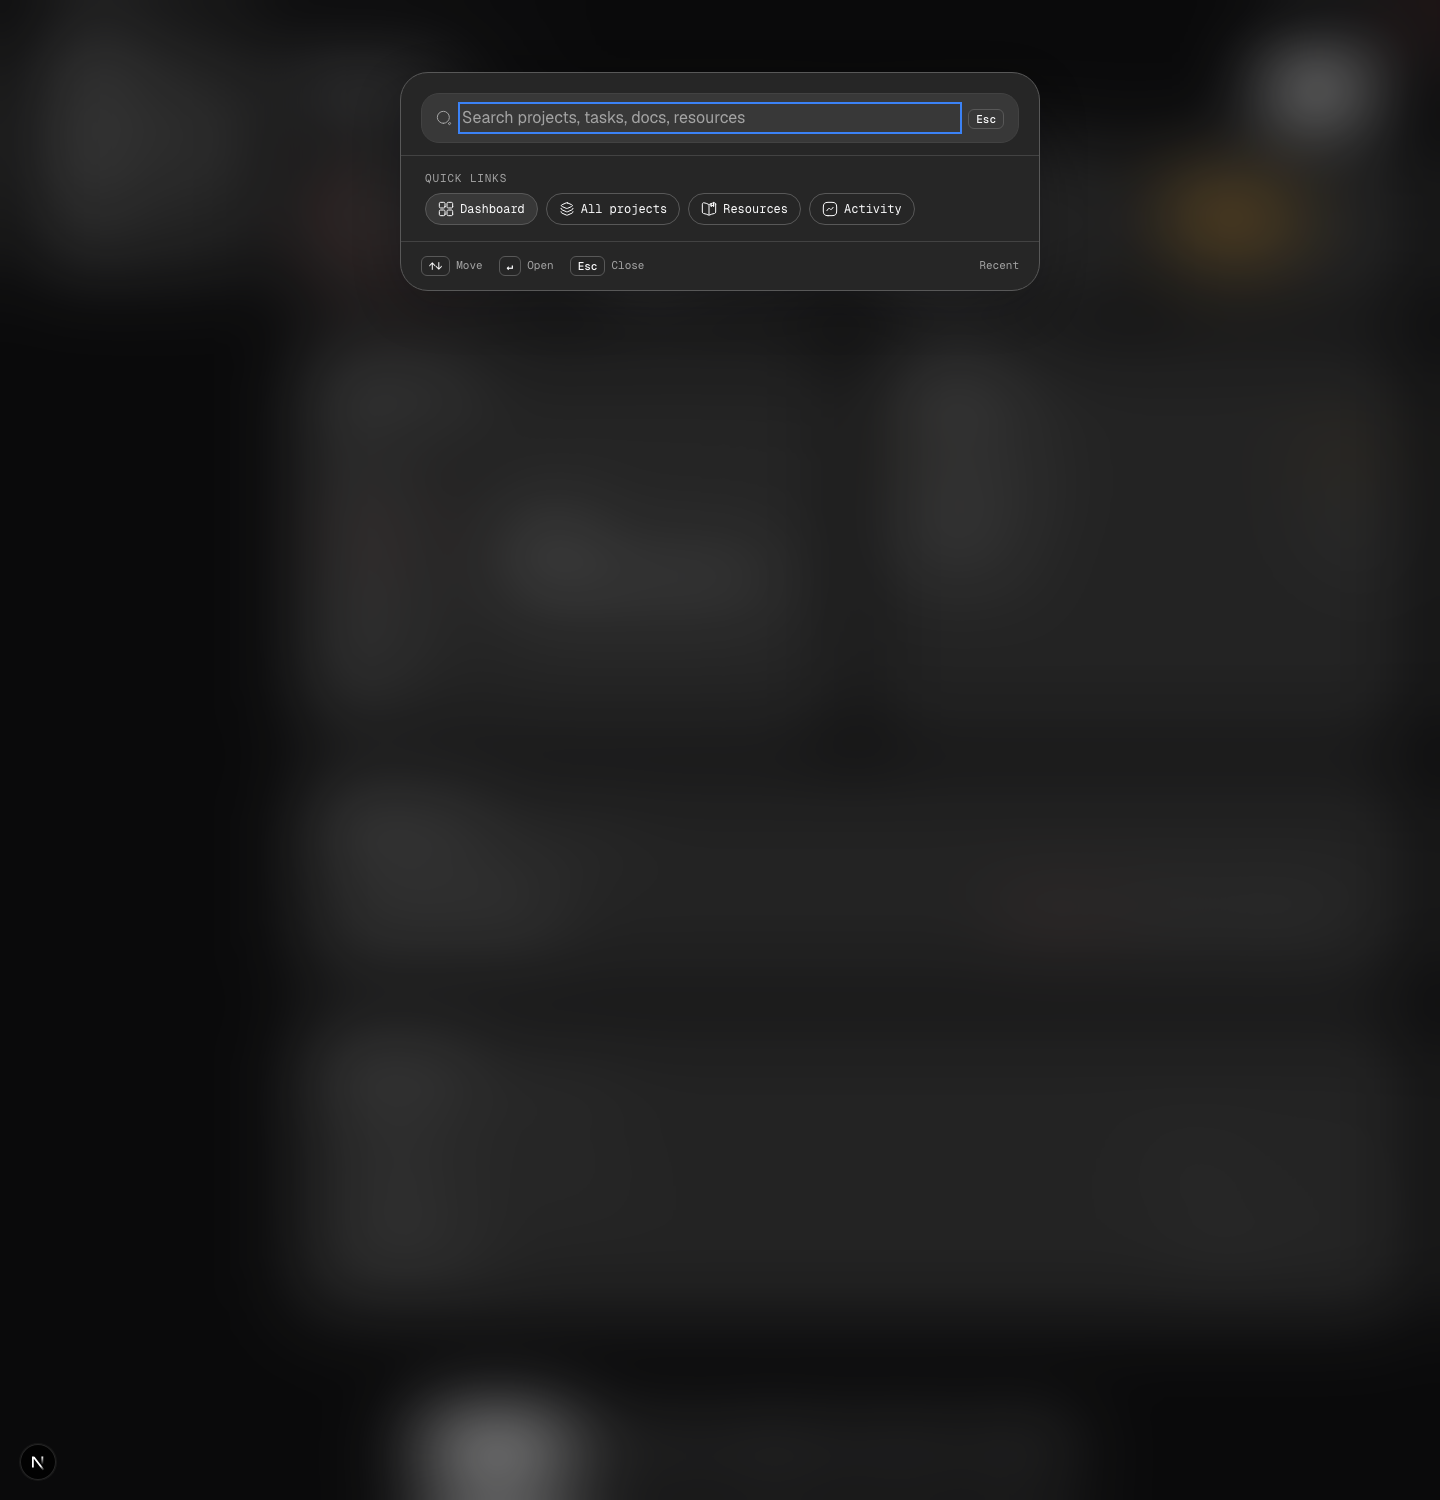 Search projects, tasks, docs, resources Esc
QUICK LINKS
Dashboard All projects Resources Activity
↑↓ Move ↵ Open Esc Close Recent
N